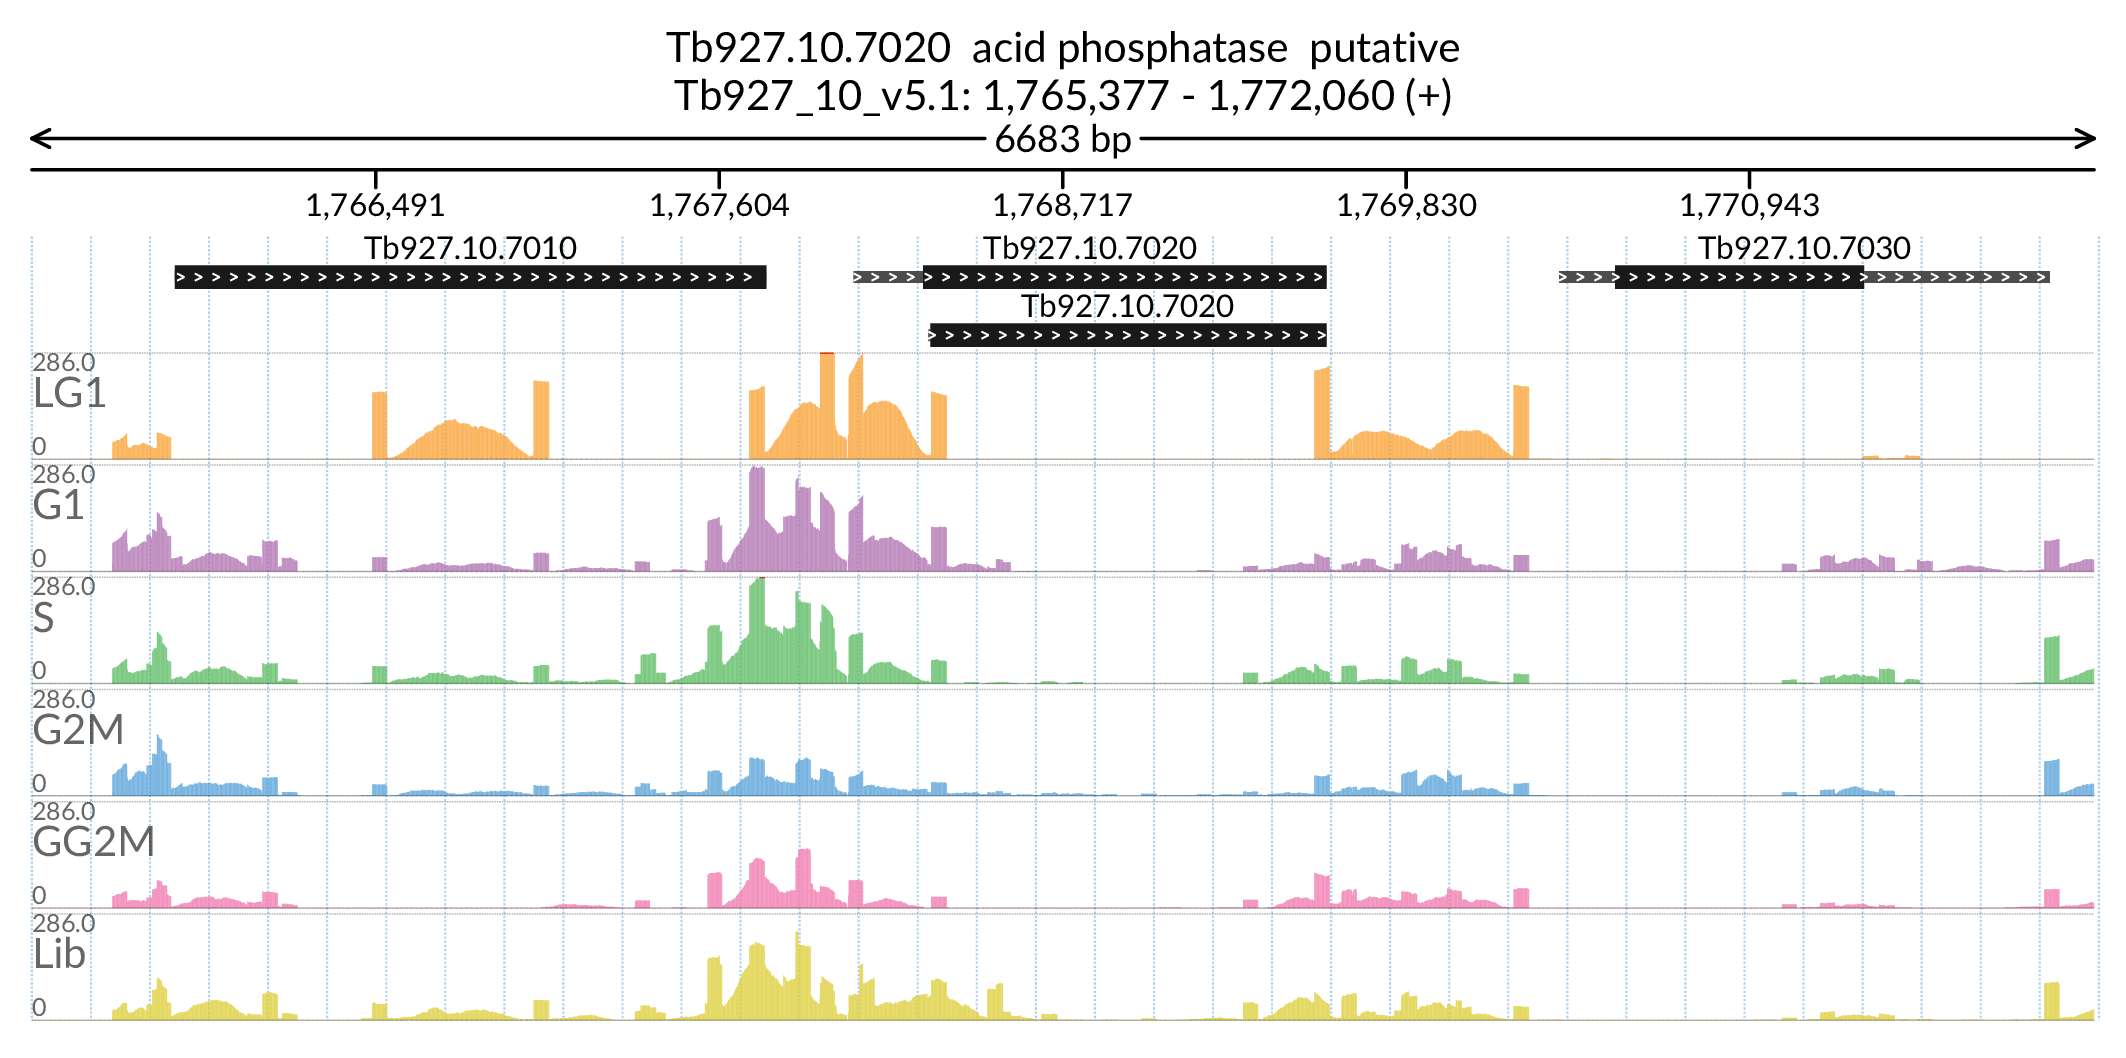 Tb927.10.7020  acid phosphatase  putative
Tb927_10_v5.1: 1,765,377 - 1,772,060 (+)
6683 bp
1,766,491 1,767,604 1,768,717 1,769,830 1,770,943
Tb927.10.7010 Tb927.10.7020 Tb927.10.7030
Tb927.10.7020
286.0
LG1
0
286.0
G1
0
286.0
S
0
286.0
G2M
0
286.0
GG2M
0
286.0
Lib
0